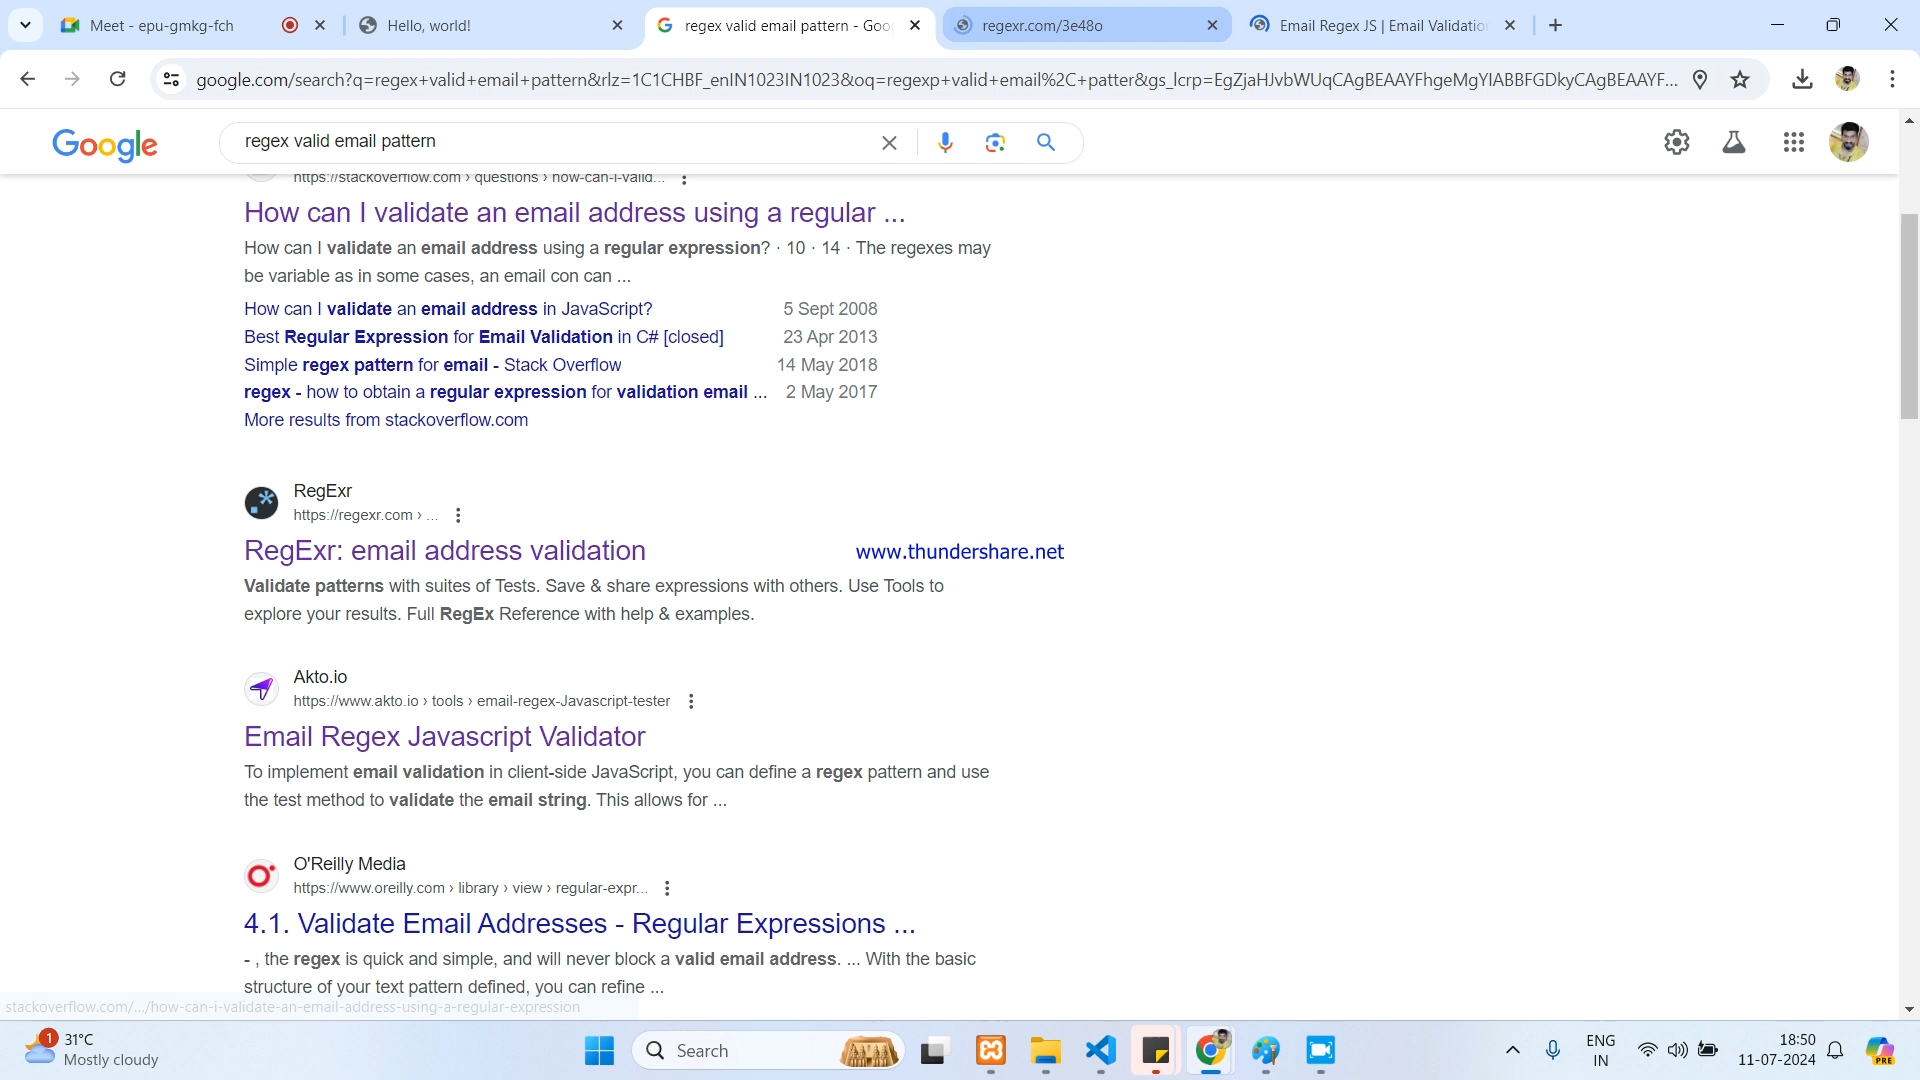 Meet - epu-gmkg-fch
Hello, world!
regex valid email pattern - Goo
regexr.com/3e48o
Email Regex JS | Email Validatio
google.com/search?q=regex+valid+email+pattern&rlz=1C1CHBF_enIN1023IN1023&oq=regexp+valid+email%2C+patter&gs_lcrp=EgZjaHJvbWUqCAgBEAAYFhgeMgYIABBFGDkyCAgBEAAYF...
Google
regex valid email pattern
https://stackoverflow.com › questions › how-can-i-valid...
How can I validate an email address using a regular ...
How can I validate an email address using a regular expression? · 10 · 14 · The regexes may
be variable as in some cases, an email con can ...
How can I validate an email address in JavaScript? 5 Sept 2008
Best Regular Expression for Email Validation in C# [closed] 23 Apr 2013
Simple regex pattern for email - Stack Overflow 14 May 2018
regex - how to obtain a regular expression for validation email ... 2 May 2017
More results from stackoverflow.com
RegExr
https://regexr.com › ...
RegExr: email address validation
www.thundershare.net
Validate patterns with suites of Tests. Save & share expressions with others. Use Tools to
explore your results. Full RegEx Reference with help & examples.
Akto.io
https://www.akto.io › tools › email-regex-Javascript-tester
Email Regex Javascript Validator
To implement email validation in client-side JavaScript, you can define a regex pattern and use
the test method to validate the email string. This allows for ...
O'Reilly Media
https://www.oreilly.com › library › view › regular-expr...
4.1. Validate Email Addresses - Regular Expressions ...
- , the regex is quick and simple, and will never block a valid email address. ... With the basic
structure of your text pattern defined, you can refine ...
stackoverflow.com/.../how-can-i-validate-an-email-address-using-a-regular-expression
1
31°C
Mostly cloudy
Search
ENG
IN
18:50
11-07-2024
PRE